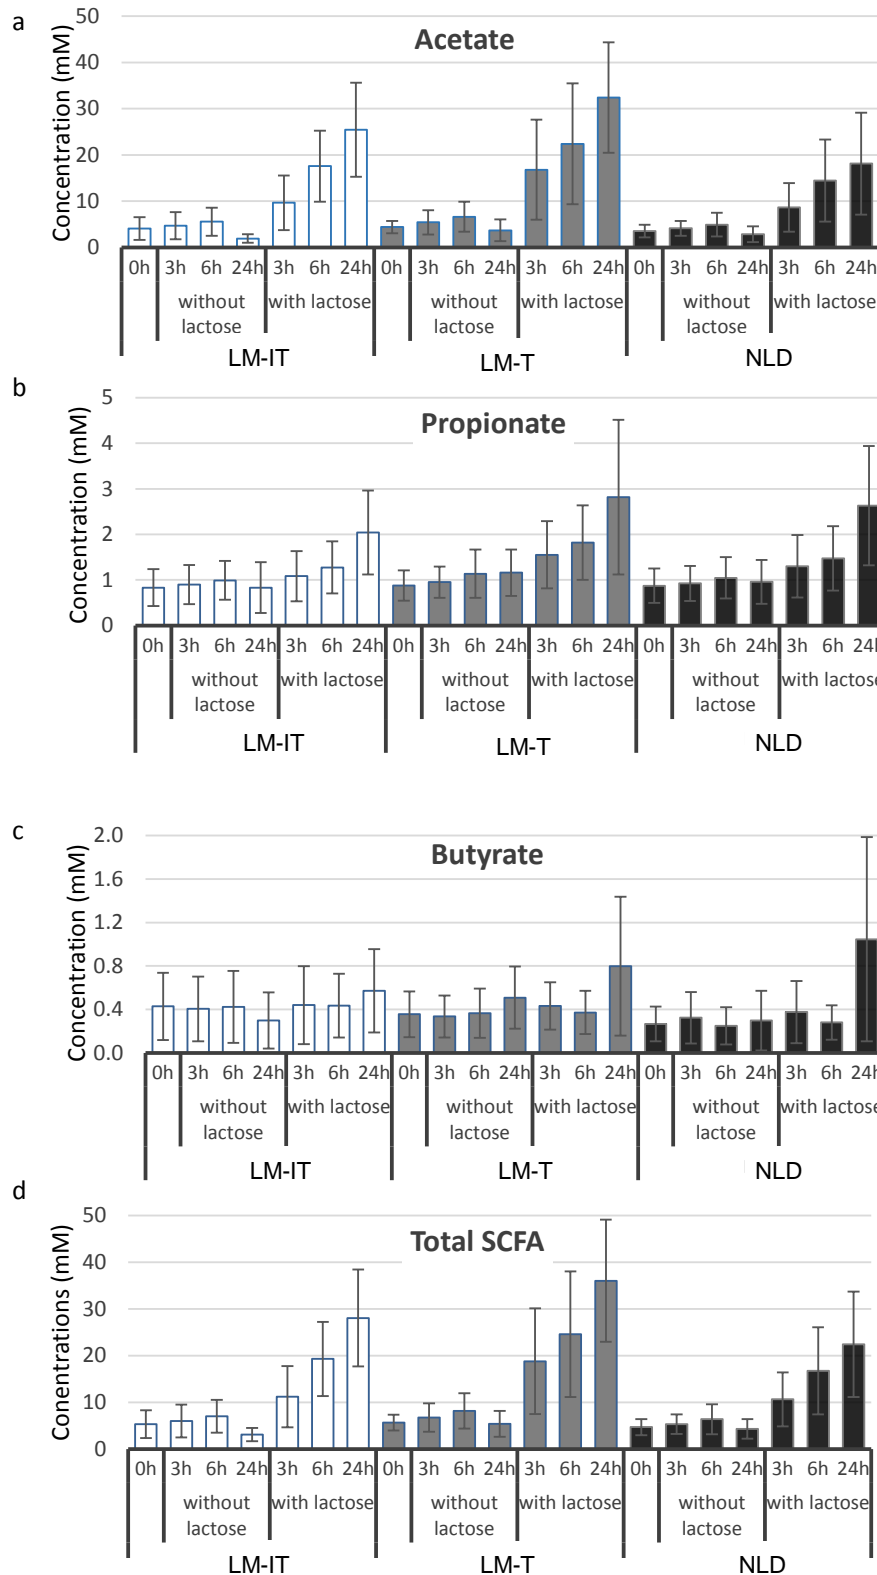 a
Acetate
Concentration (mM)
50
40
30
20
10
0
0h 3h 6h 24h 3h 6h 24h 0h 3h 6h 24h 3h 6h 24h 0h 3h 6h 24h 3h 6h 24h
without lactose with lactose without lactose with lactose without lactose with lactose
LM-IT LM-T NLD
b
Propionate
Concentration (mM)
5
4
3
2
1
0
0h 3h 6h 24h 3h 6h 24h 0h 3h 6h 24h 3h 6h 24h 0h 3h 6h 24h 3h 6h 24h
without lactose with lactose without lactose with lactose without lactose with lactose
LM-IT LM-T NLD
c
Butyrate
Concentration (mM)
2.0
1.6
1.2
0.8
0.4
0.0
0h 3h 6h 24h 3h 6h 24h 0h 3h 6h 24h 3h 6h 24h 0h 3h 6h 24h 3h 6h 24h
without lactose with lactose without lactose with lactose without lactose with lactose
LM-IT LM-T NLD
d
Total SCFA
Conentrations (mM)
50
40
30
20
10
0
0h 3h 6h 24h 3h 6h 24h 0h 3h 6h 24h 3h 6h 24h 0h 3h 6h 24h 3h 6h 24h
without lactose with lactose without lactose with lactose without lactose with lactose
LM-IT LM-T NLD